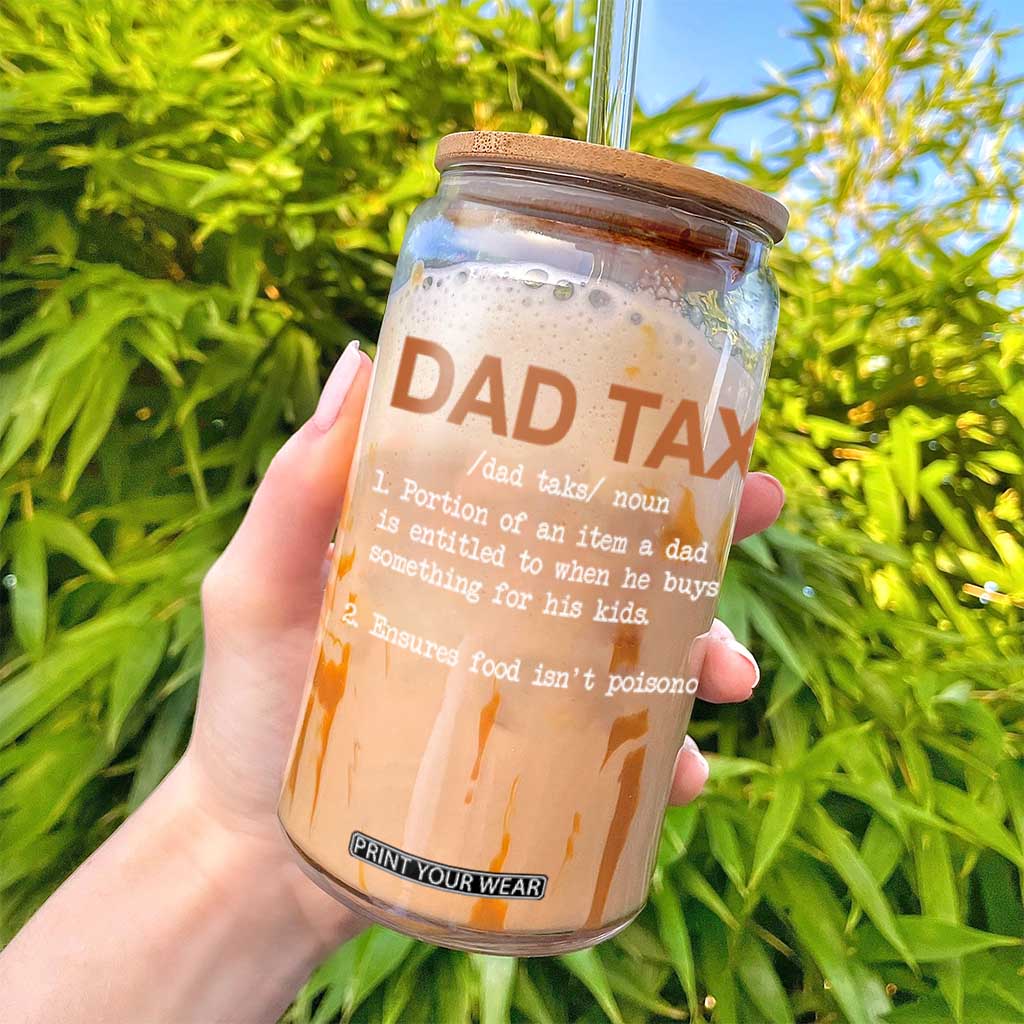 DAD TAX
/dad taks/ noun
1. Portion of an item a dad
is entitled to when he buys
something for his kids.
2. Ensures food isn't poisono
PRINT YOUR WEAR